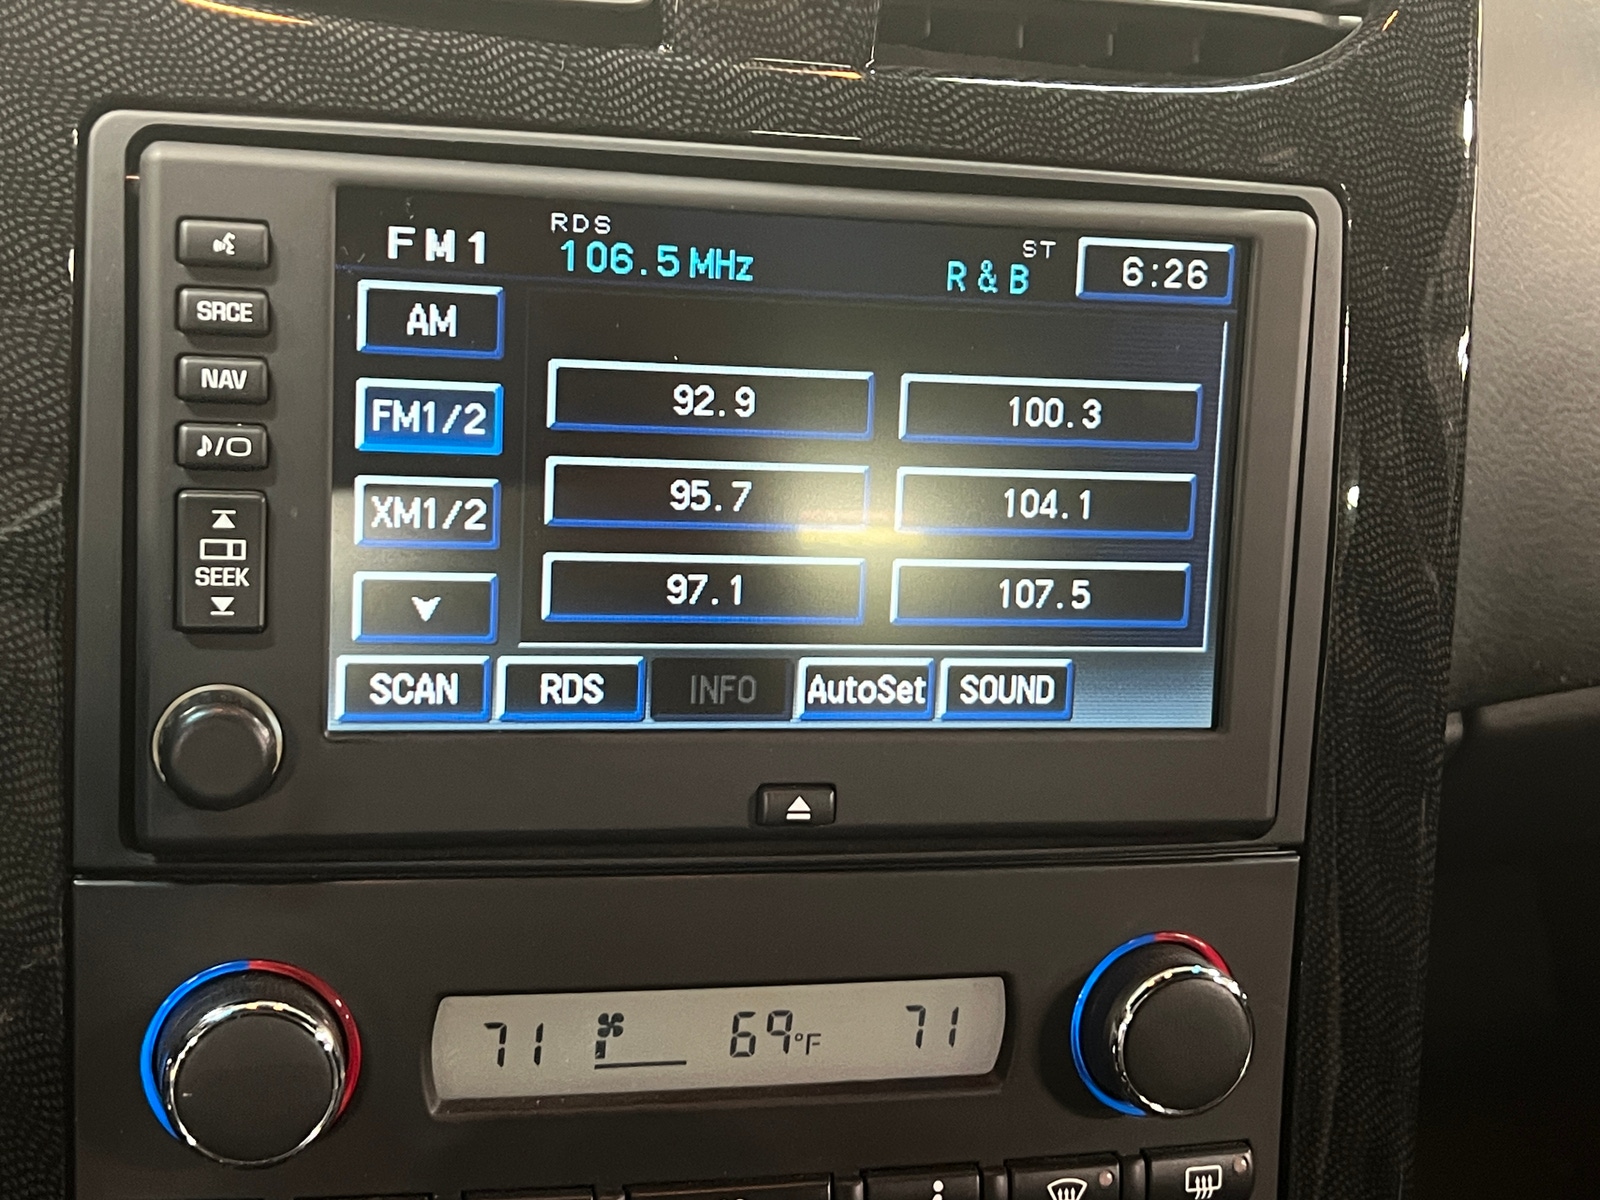 RDS
FM1 106.5 MHz ST
R & B 6:26
SRCE
NAV
SEEK
AM
FM1/2
XM1/2
92.9 100.3
95.7 104.1
97.1 107.5
SCAN RDS INFO AutoSet SOUND
71 69°F 71